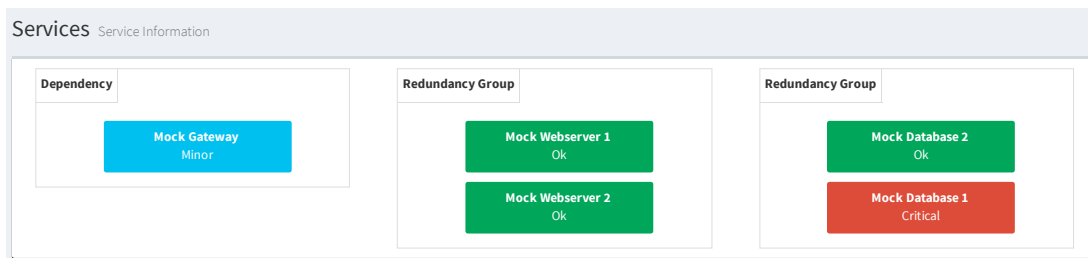 Services Service Information
Dependency
Mock Gateway
Minor
Redundancy Group
Mock Webserver 1
Ok
Mock Webserver 2
Ok
Redundancy Group
Mock Database 2
Ok
Mock Database 1
Critical